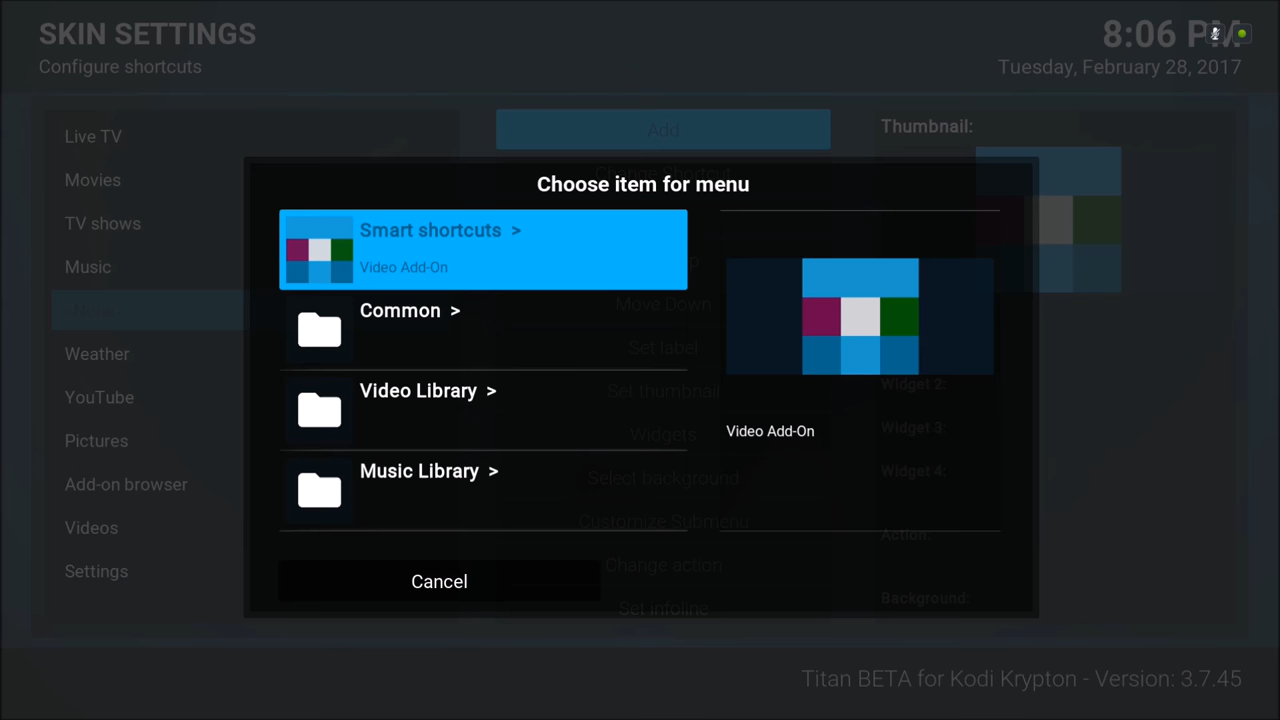 SKIN SETTINGS
Configure shortcuts
8:06 PM
Tuesday, February 28, 2017
Live TV
Movies
TV shows
Music
Weather
YouTube
Pictures
Add-on browser
Videos
Settings
Add
Move Down
Set label
Set thumbnail
Widgets
Select background
Customize Submenu
Change action
Set infoline
Thumbnail:
Widget 2:
Widget 3:
Widget 4:
Action:
Background:
Choose item for menu
Smart shortcuts >
Video Add-On
Common >
Video Library >
Music Library >
Cancel
Video Add-On
Titan BETA for Kodi Krypton - Version: 3.7.45